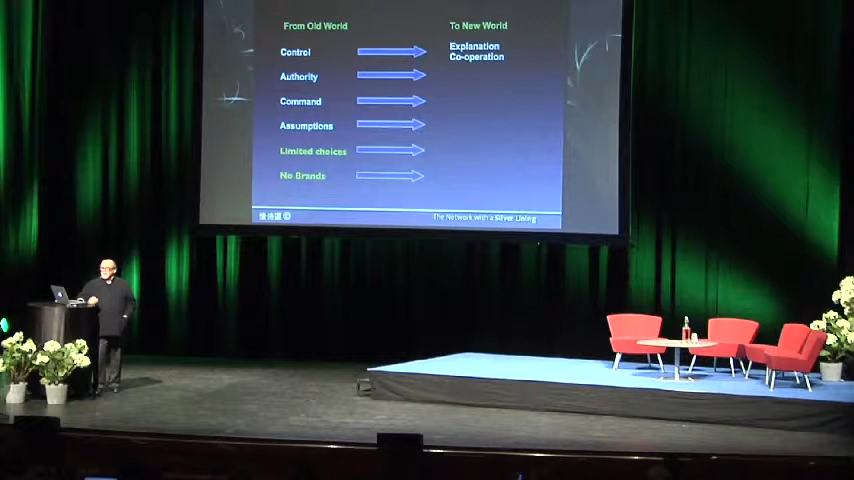 From Old World
To New World
Control
Explanation
Co-operation
Authority
Command
Assumptions
Limited choices
No Brands
The Network with a Silver Lining